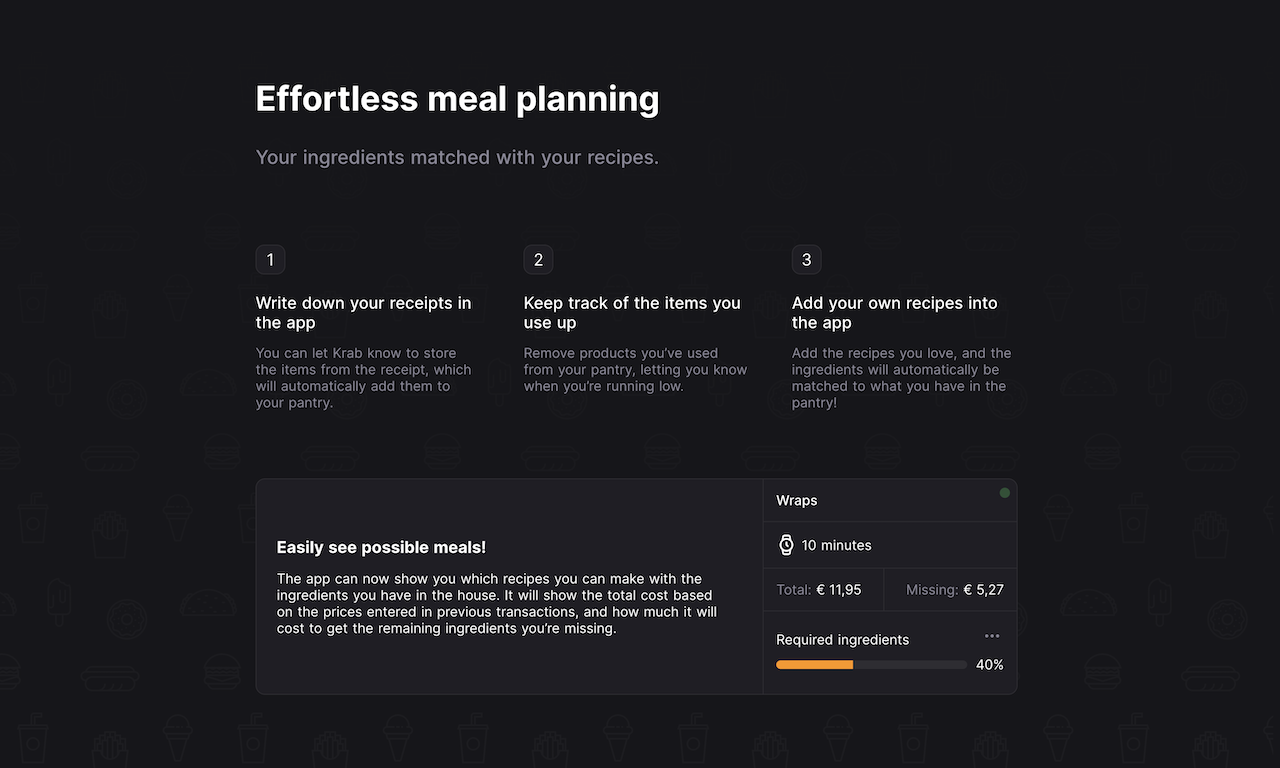 Effortless meal planning
Your ingredients matched with your recipes.
1
Write down your receipts in
the app
You can let Krab know to store
the items from the receipt, which
will automatically add them to
your pantry.
2
Keep track of the items you
use up
Remove products you've used
from your pantry, letting you know
when you're running low.
3
Add your own recipes into
the app
Add the recipes you love, and the
ingredients will automatically be
matched to what you have in the
pantry!
Easily see possible meals!
The app can now show you which recipes you can make with the
ingredients you have in the house. It will show the total cost based
on the prices entered in previous transactions, and how much it will
cost to get the remaining ingredients you're missing.
Wraps
10 minutes
Total: € 11,95
Missing: € 5,27
Required ingredients
40%